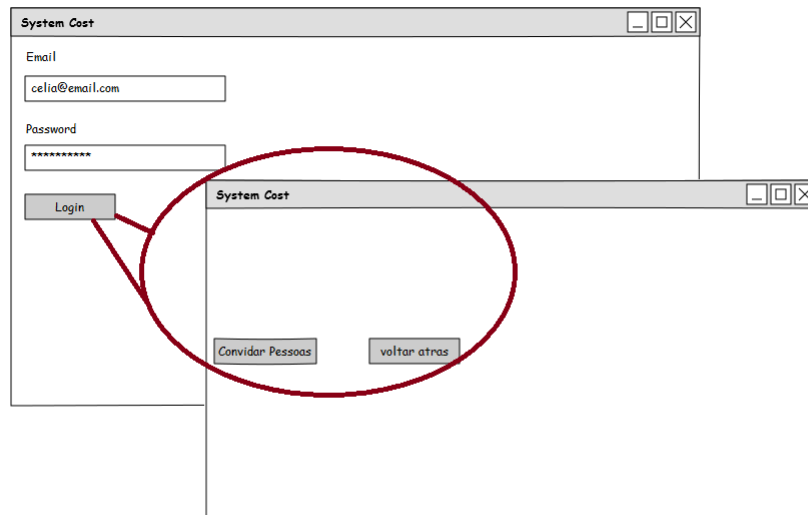 System Cost
Email
celia@email.com
Password
**********
Login
System Cost
Convidar Pessoas
voltar atras